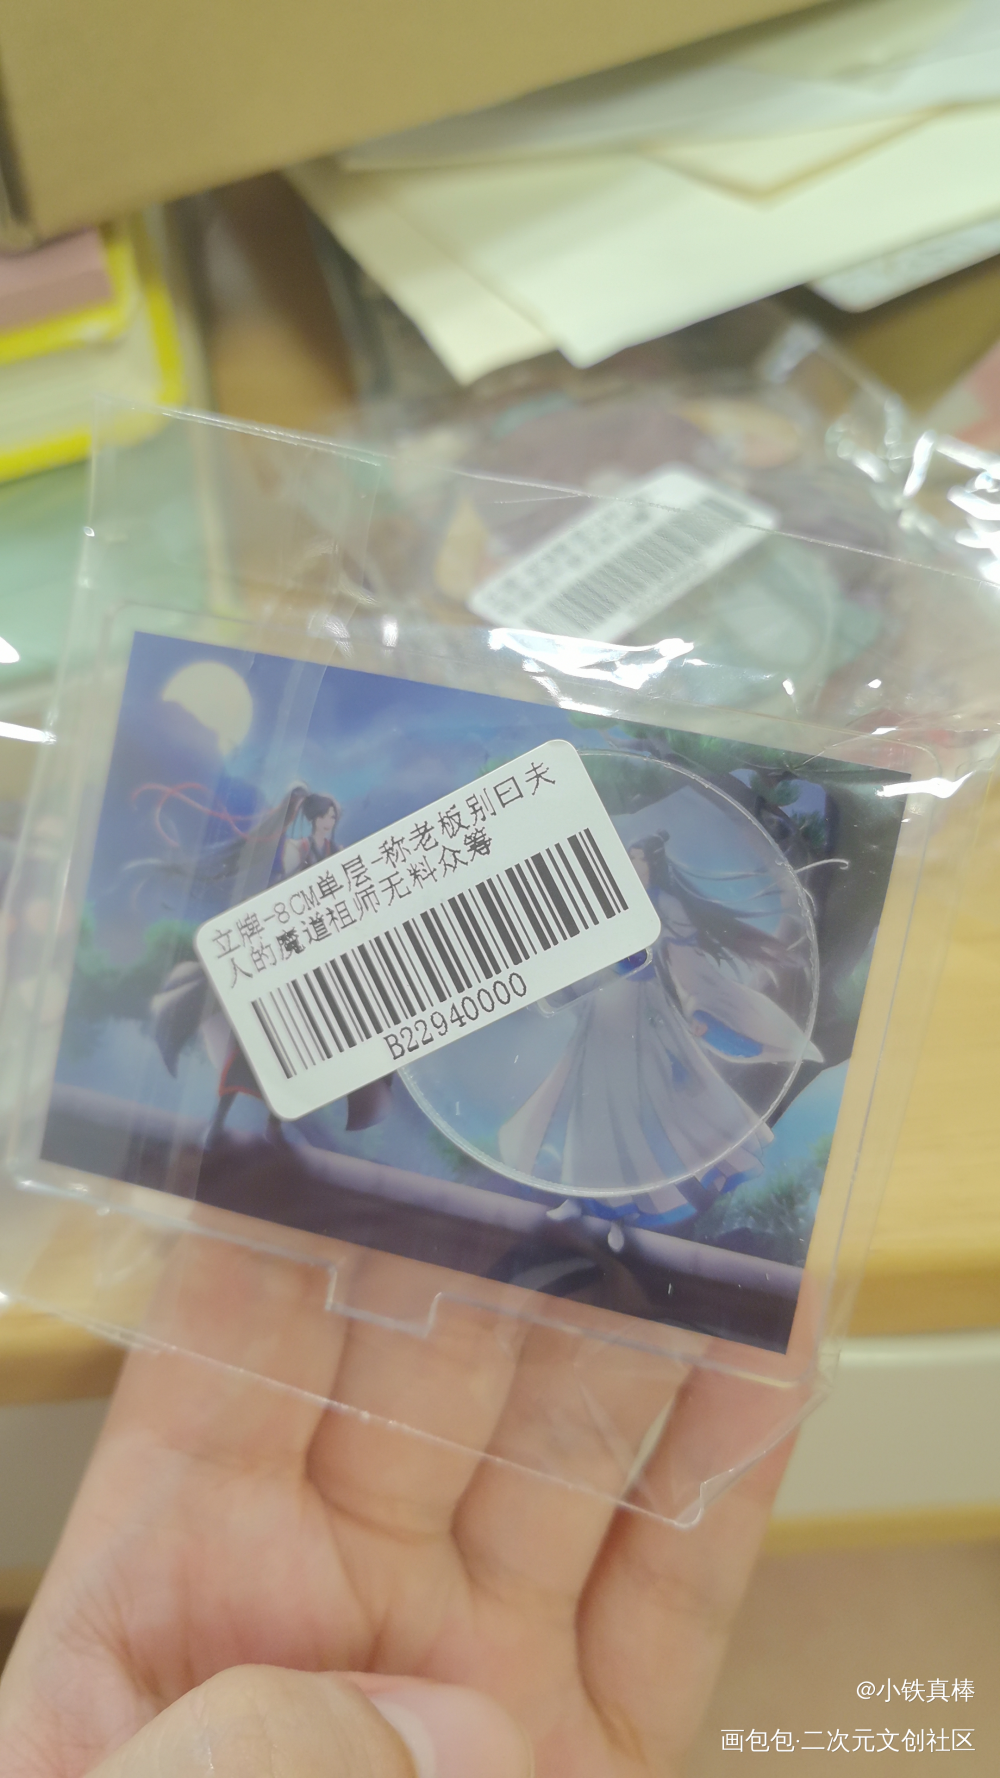 立牌-8CM单层-称老板别曰夫
人的魔道祖师无料众筹
B22940000
@小铁真棒
画包包·二次元文创社区